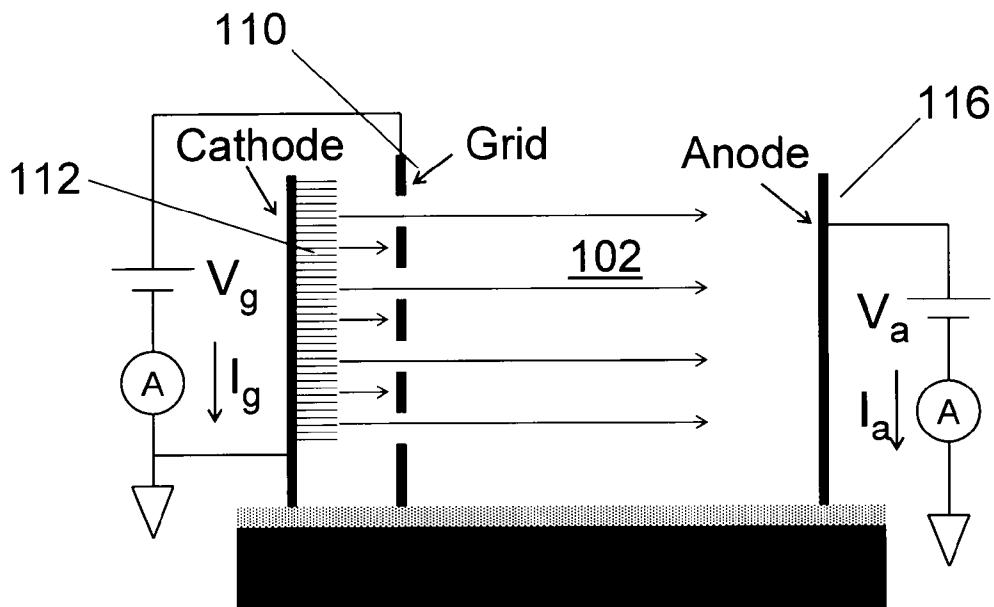 110
116
Cathode
Grid
Anode
112
102
Vg
Va
A
Ig
Ia
A